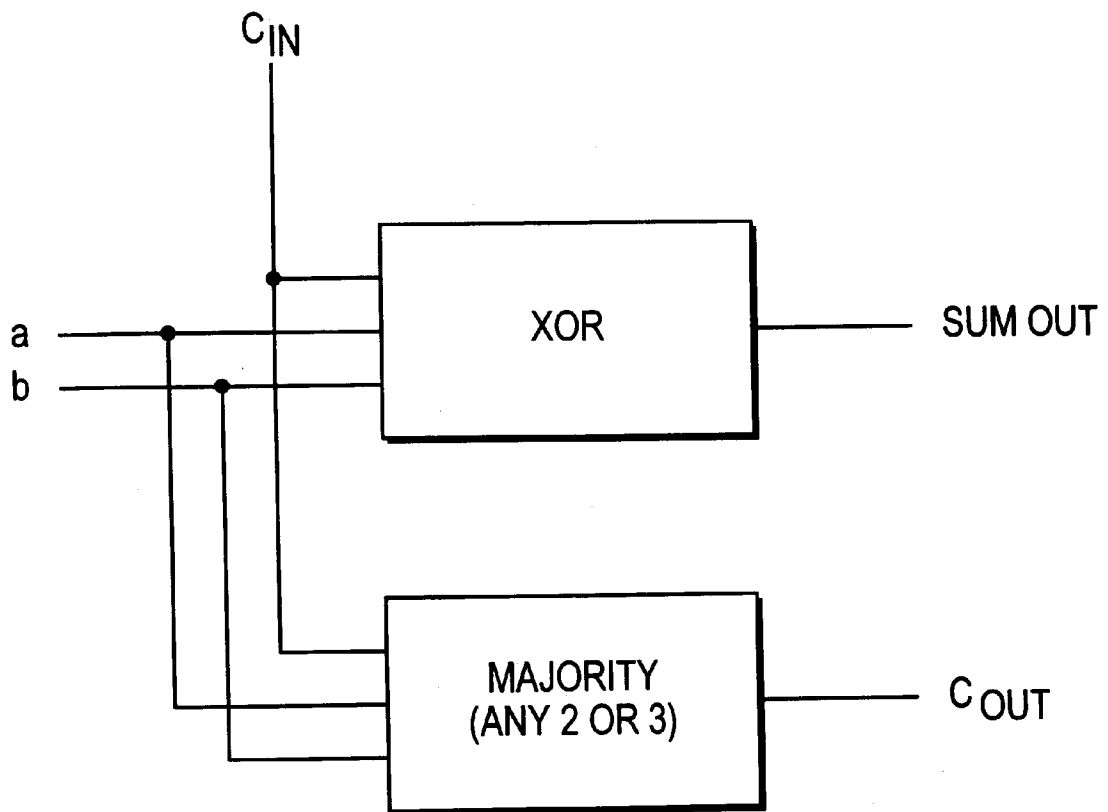 CIN
a
b
XOR
SUM OUT
MAJORITY
(ANY 2 OR 3)
COUT